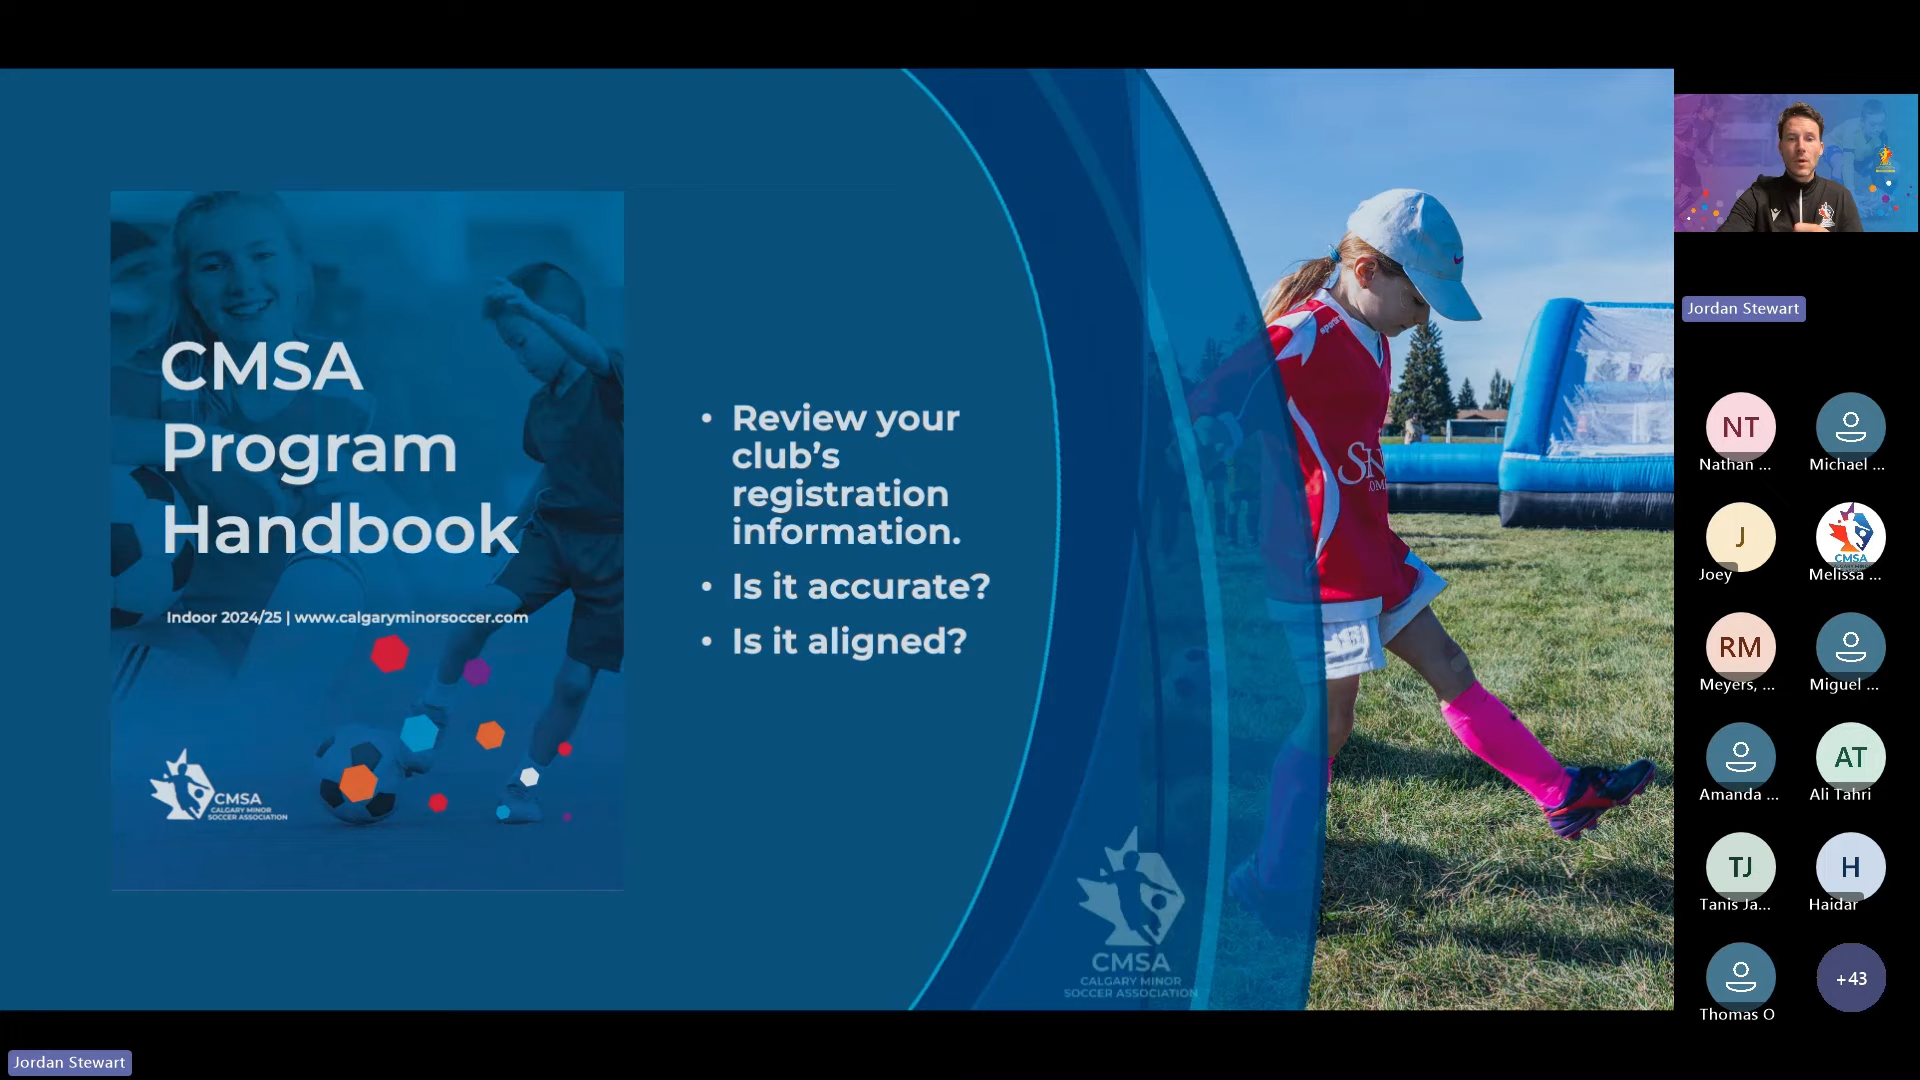 CMSA
Program
Handbook
Indoor 2024/25 | www.calgaryminorsoccer.com
CMSA
CALGARY MINOR
SOCCER ASSOCIATION
• Review your
club’s
registration
information.
• Is it accurate?
• Is it aligned?
CMSA
CALGARY MINOR
SOCCER ASSOCIATION
Jordan Stewart
NT
Nathan ...
Michael ...
J
Joey
CMSA
Melissa ...
RM
Meyers, ...
Miguel ...
Amanda ...
AT
Ali Tahri
TJ
Tanis Ja...
H
Haidar
Thomas O
+43
Jordan Stewart